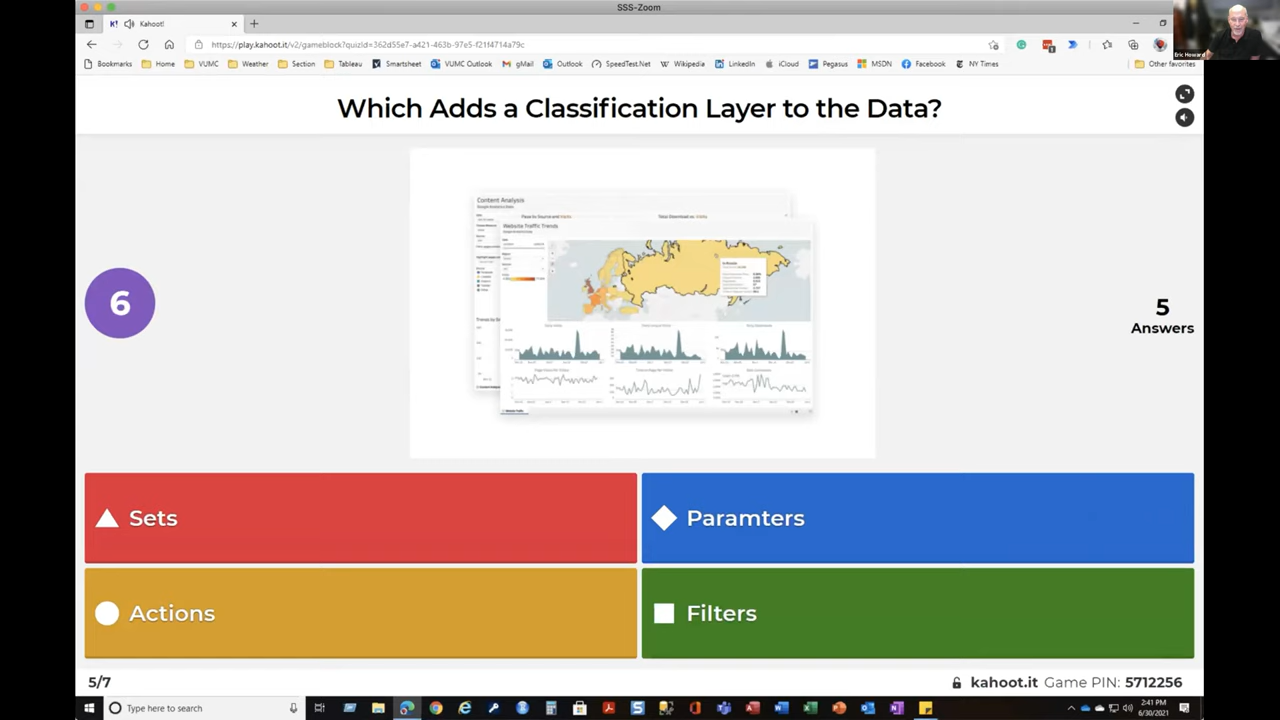 SSS-Zoom
Kahoot!
https://play.kahoot.it/v2/gameblock?quizId=362d55e7-a421-463b-97e5-f21ff4714a79c
Bookmarks Home VUMC Weather Section Tableau Smartsheet VUMC Outlook gMail Outlook SpeedTest.Net Wikipedia LinkedIn iCloud Pegasus MSDN Facebook NY Times Other favorites
Eric Howard
Which Adds a Classification Layer to the Data?
Content Analysis
Website Traffic Trends
6
5
Answers
Sets
Paramters
Actions
Filters
5/7
kahoot.it Game PIN: 5712256
Type here to search
2:41 PM
6/30/2021